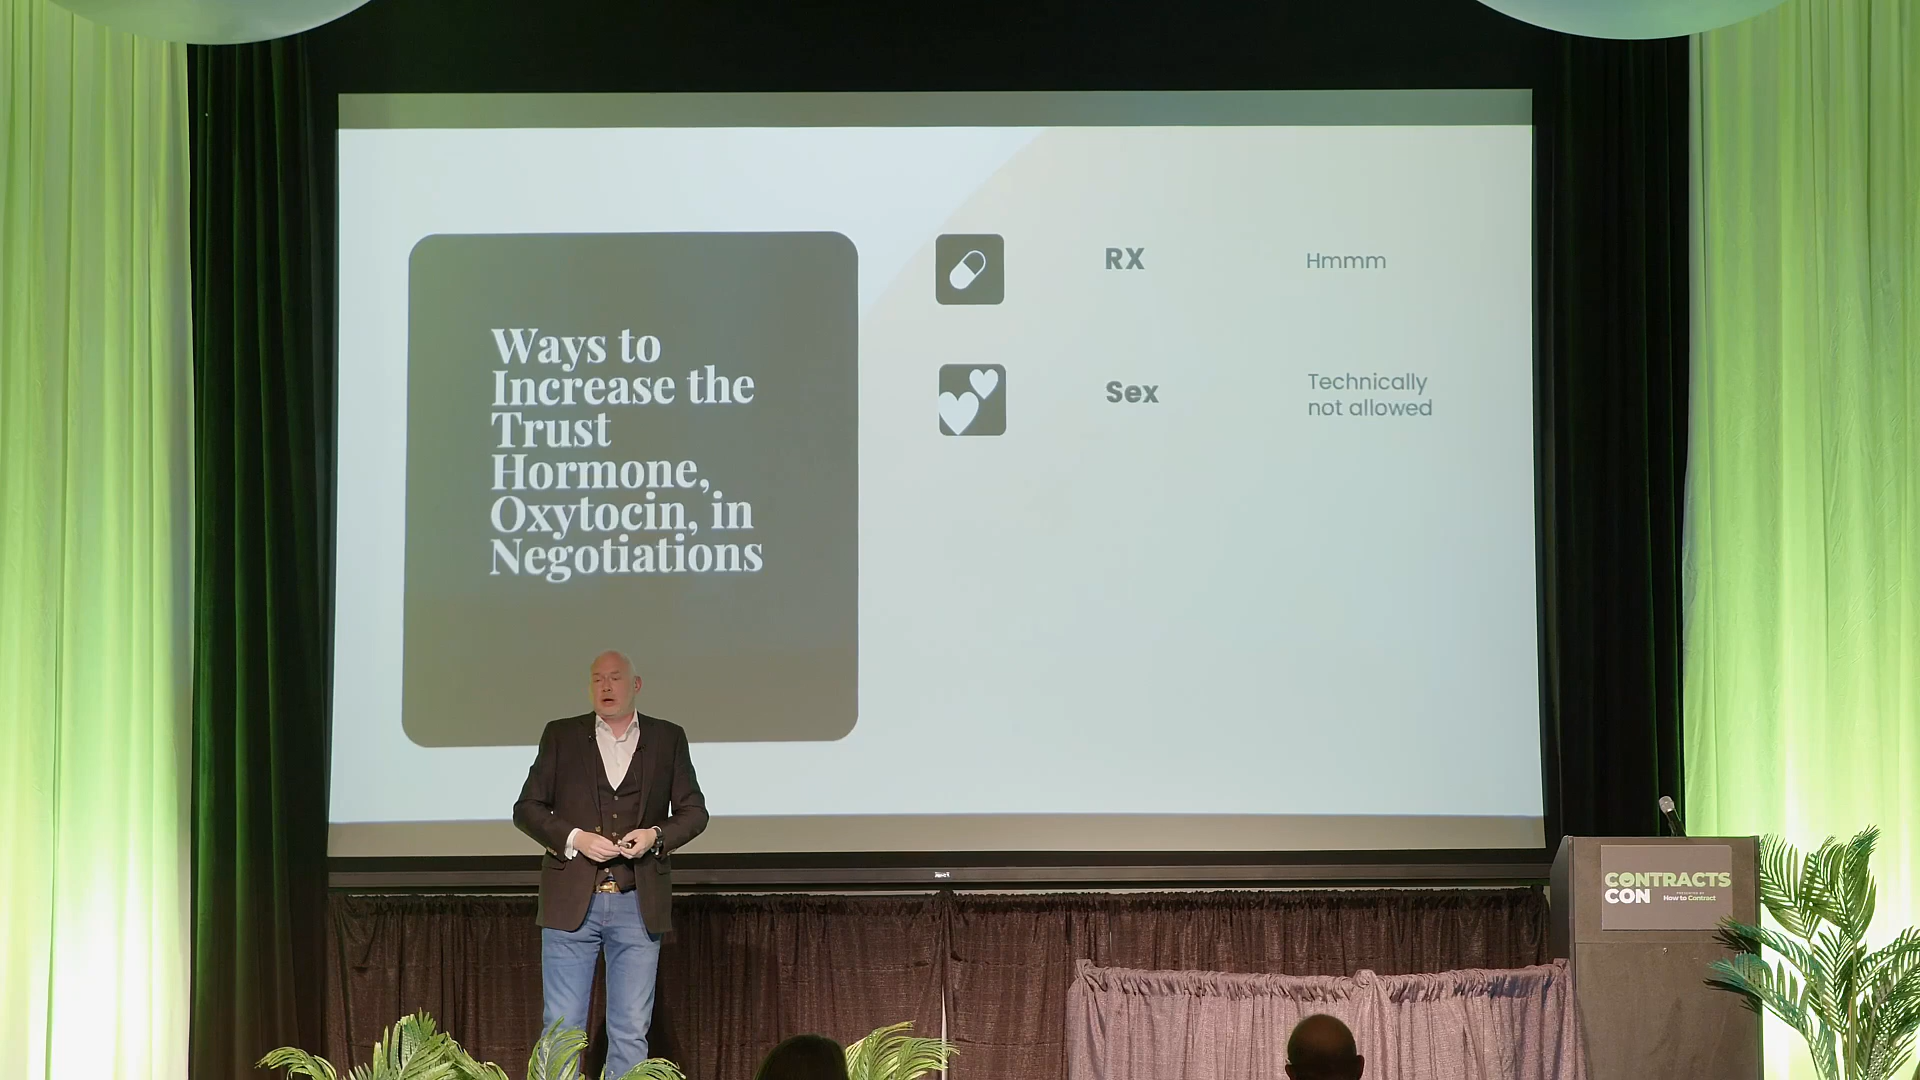 Ways to
Increase the
Trust
Hormone,
Oxytocin, in
Negotiations
RX
Hmmm
Sex
Technically
not allowed
CONTRACTS
CON
How to Contract